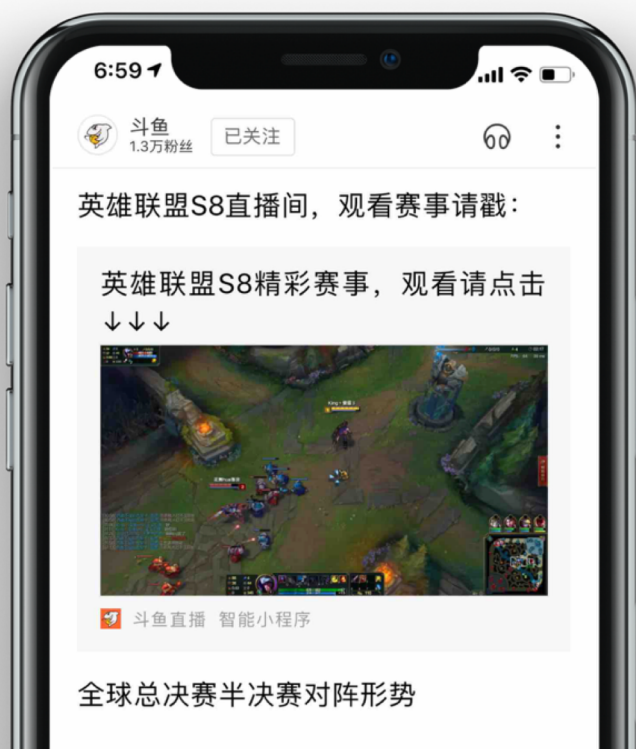 6:59
斗鱼
1.3万粉丝
已关注
英雄联盟S8直播间，观看赛事请戳：
英雄联盟S8精彩赛事，观看请点击
↓↓↓
斗鱼直播 智能小程序
全球总决赛半决赛对阵形势